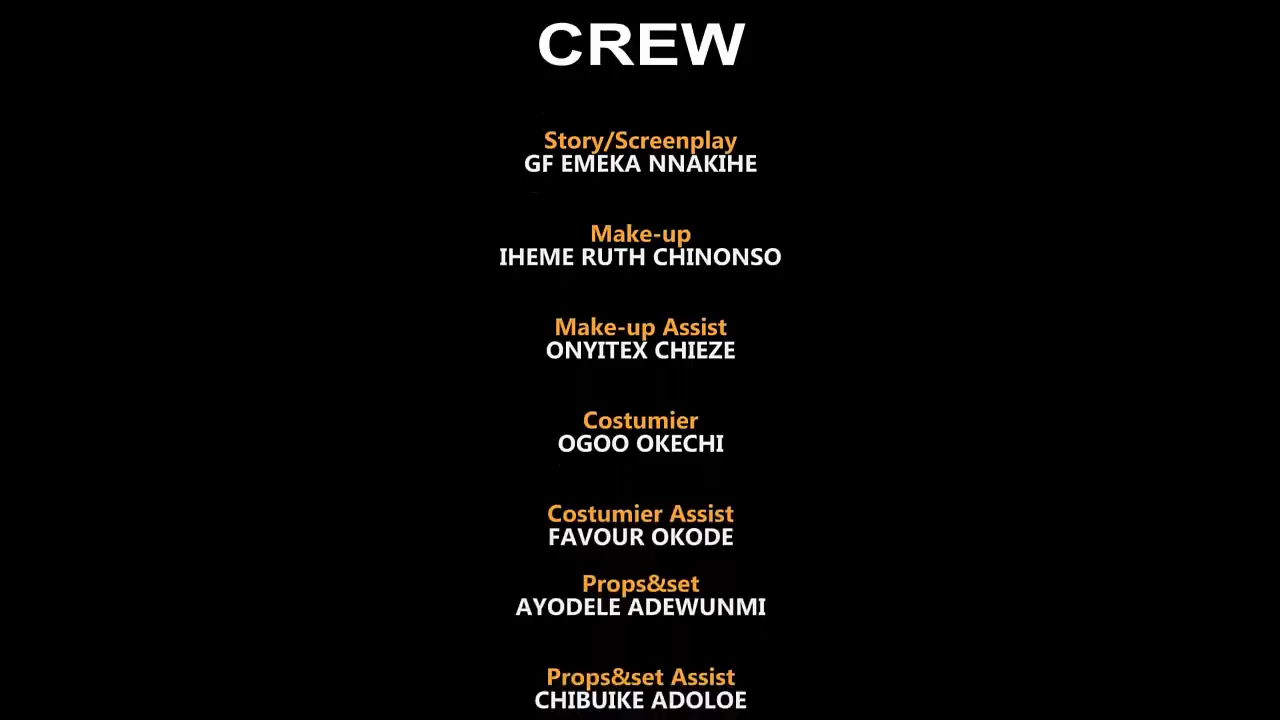 CREW
Story/Screenplay
GF EMEKA NNAKIHE
Make-up
IHEME RUTH CHINONSO
Make-up Assist
ONYITEX CHIEZE
Costumier
OGOO OKECHI
Costumier Assist
FAVOUR OKODE
Props&set
AYODELE ADEWUNMI
Props&set Assist
CHIBUIKE ADOLOE